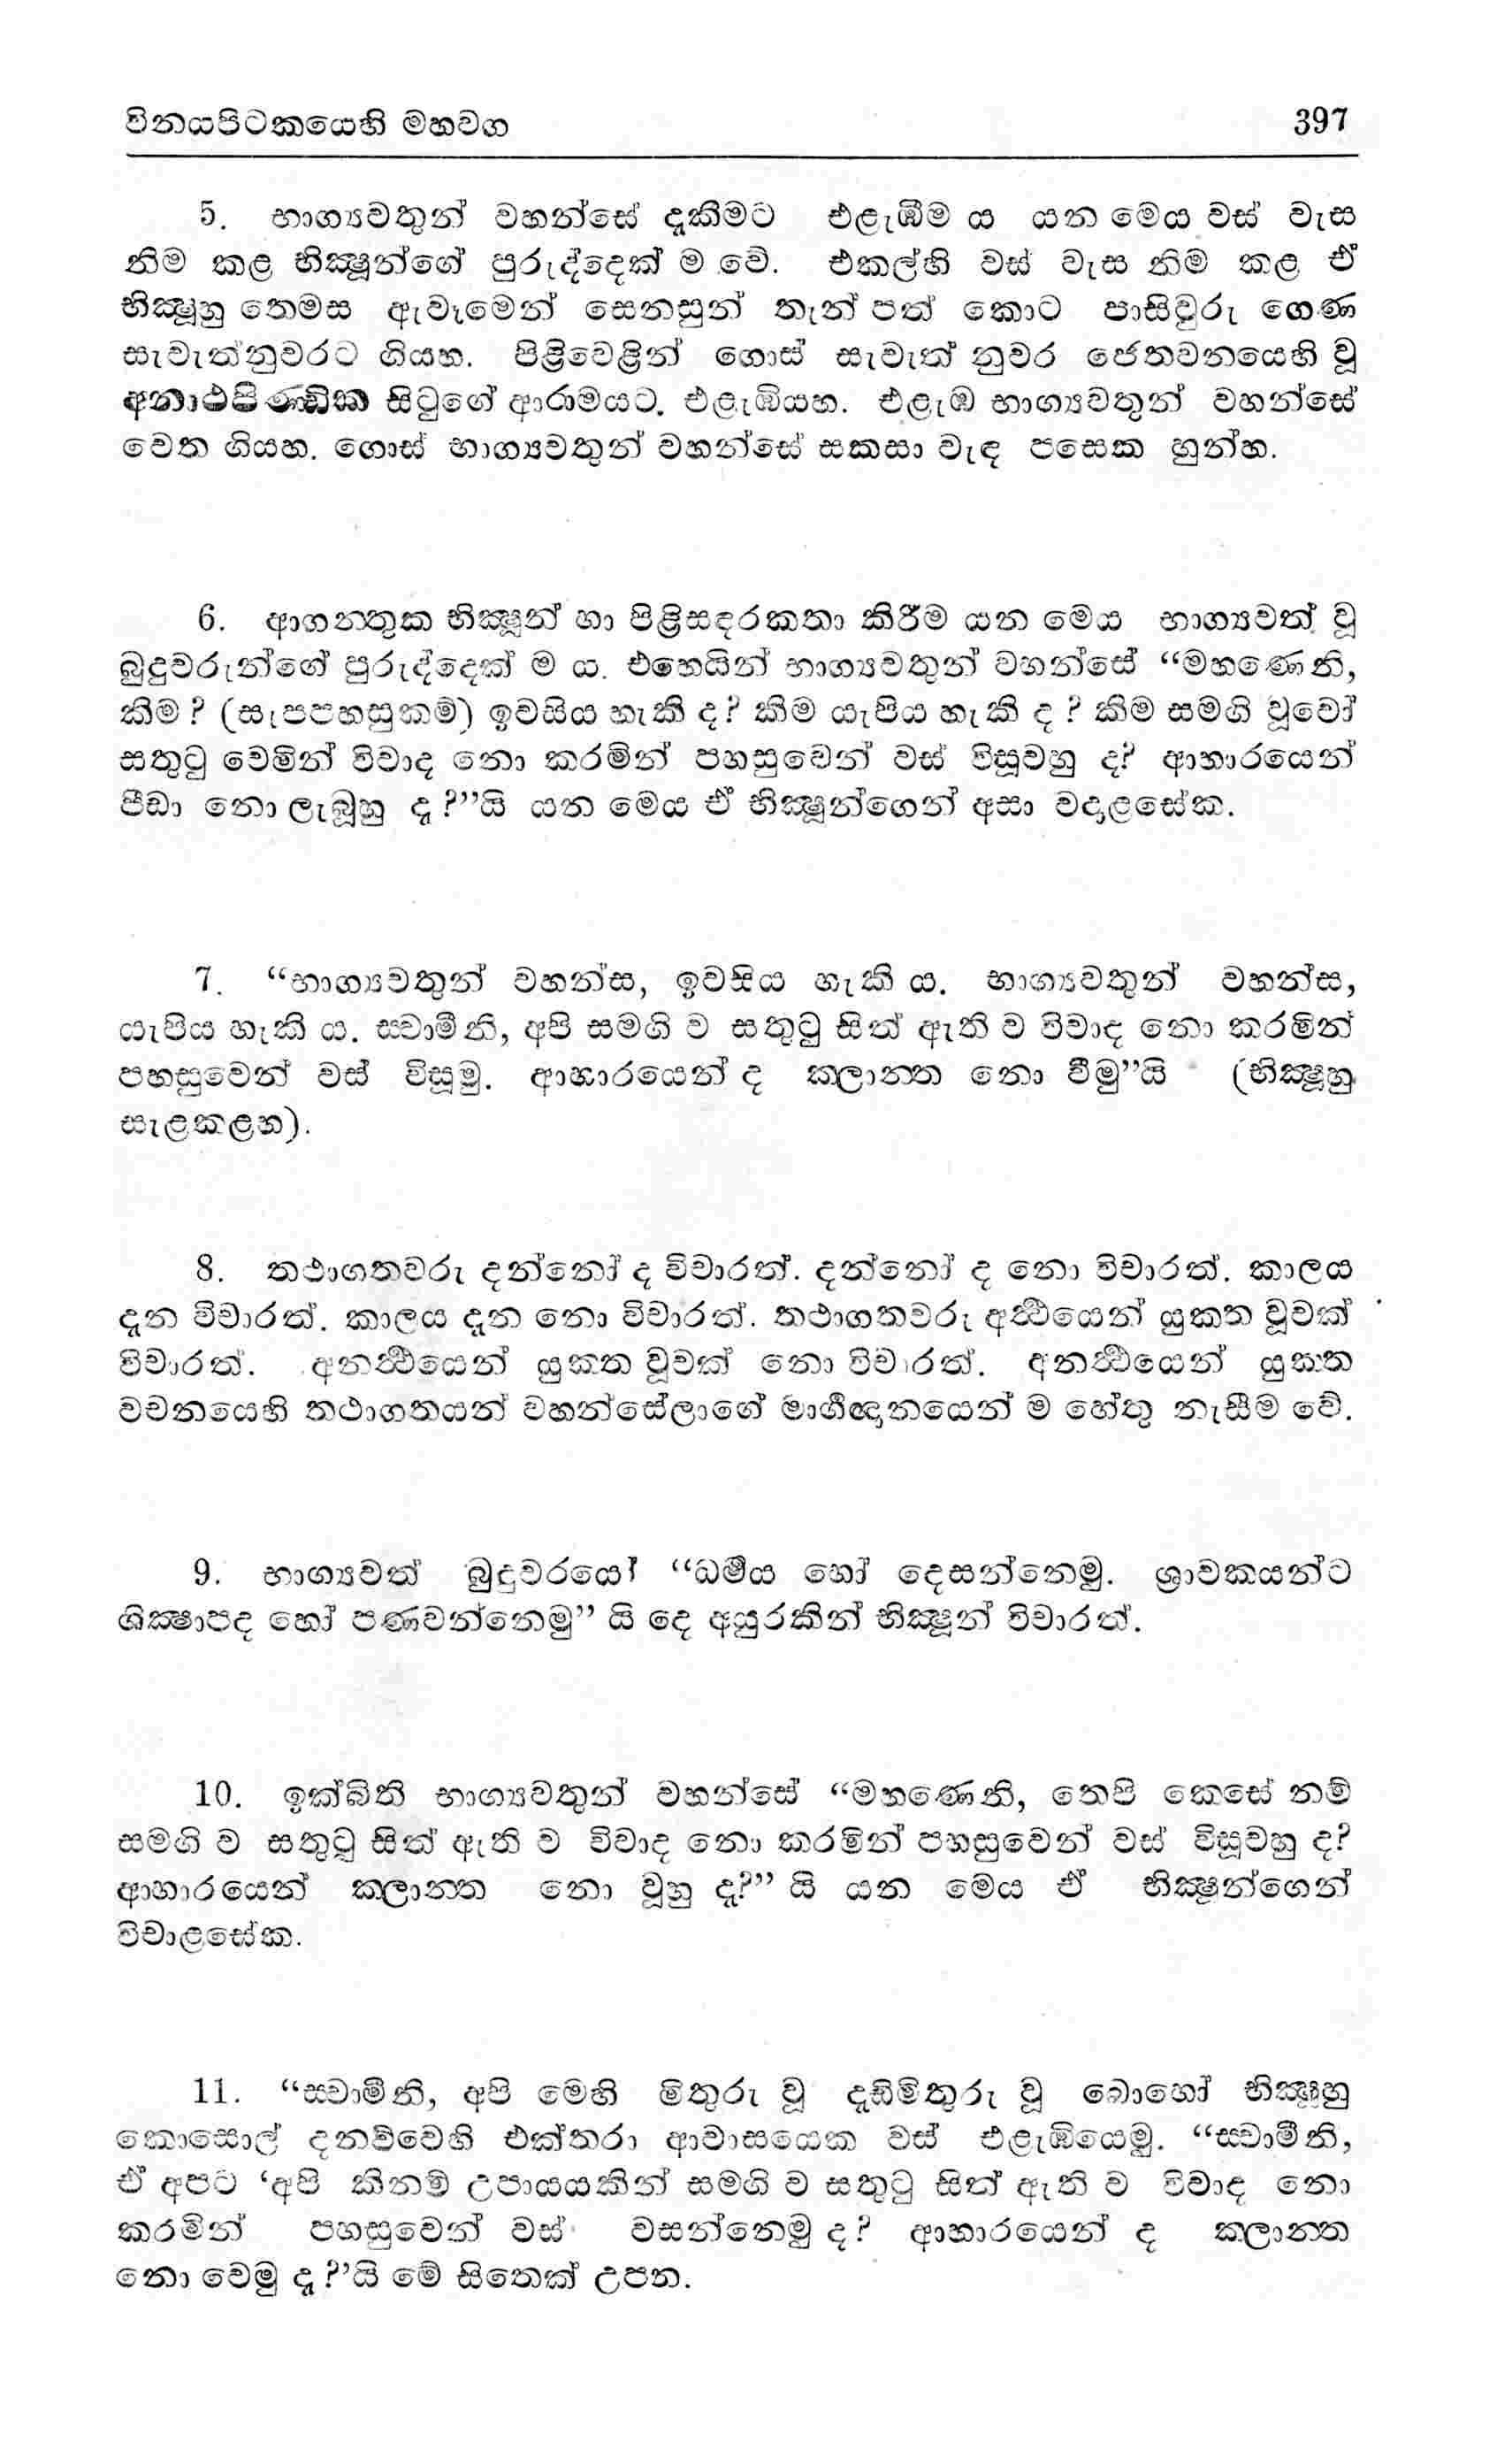 විනයපිටකයෙහි මහවග 397
5. භාග්‍යවතුන් වහන්සේ දැකීමට එළැඹීම ය යන මෙය වස් වැස
නිම කළ භික්‍ෂූන්ගේ පුරුද්දෙක් ම වේ. එකල්හි වස් වැස නිම කළ ඒ
භික්‍ෂූහු තෙමස ඇවෑමෙන් සෙනසුන් තැන් පත් කොට පාසිවුරු ගෙණ
සැවැත්නුවරට ගියහ. පිළිවෙළින් ගොස් සැවැත් නුවර ජෙතවනයෙහි වූ
අනාථපිණ්ඩික සිටුගේ ආරාමයට එළැඹියහ. එළැඹ භාග්‍යවතුන් වහන්සේ
වෙත ගියහ. ගොස් භාග්‍යවතුන් වහන්සේ සකසා වැඳ පසෙක හුන්හ.
6. ආගන්තුක භික්‍ෂූන් හා පිළිසඳරකතා කිරීම යන මෙය භාග්‍යවත් වූ
බුදුවරුන්ගේ පුරුද්දෙක් ම ය. එහෙයින් භාග්‍යවතුන් වහන්සේ “මහණෙනි,
කිම? (සැපපහසුකම්) ඉවසිය හැකි ද? කිම යැපිය හැකි ද? කිම සමගි වූවෝ
සතුටු වෙමින් විවාද නො කරමින් පහසුවෙන් වස් විසූවහු ද? ආහාරයෙන්
පීඩා නො ලැබූහු ද?”යි යන මෙය ඒ භික්‍ෂූන්ගෙන් අසා වදාළසේක.
7. “භාග්‍යවතුන් වහන්ස, ඉවසිය හැකි ය. භාග්‍යවතුන් වහන්ස,
යැපිය හැකි ය. ස්වාමීනි, අපි සමගි ව සතුටු සිත් ඇති ව විවාද නො කරමින්
පහසුවෙන් වස් විසූමු. ආහාරයෙන් ද ක්ලාන්ත නො වීමු”යි (භික්‍ෂූහු
සැළකළහ).
8. තථාගතවරු දන්නෝ ද විචාරත්. දන්නෝ ද නො විචාරත්. කාලය
දැන විචාරත්. කාලය දැන නො විචාරත්. තථාගතවරු අර්‍ත්‍ථයෙන් යුක්ත වූවක්
විචාරත්. අනර්‍ත්‍ථයෙන් යුක්ත වූවක් නො විචාරත්. අනර්‍ත්‍ථයෙන් යුක්ත
වචනයෙහි තථාගතයන් වහන්සේලාගේ මාර්‍ගඥානයෙන් ම හේතු නැසීම වේ.
9. භාග්‍යවත් බුදුවරයෝ “ධර්‍මය හෝ දෙසන්නෙමු. ශ්‍රාවකයන්ට
ශික්‍ෂාපද හෝ පණවන්නෙමු” යි දෙ අයුරකින් භික්‍ෂූන් විචාරත්.
10. ඉක්බිති භාග්‍යවතුන් වහන්සේ “මහණෙනි, තෙපි කෙසේ නම්
සමගි ව සතුටු සිත් ඇති ව විවාද නො කරමින් පහසුවෙන් වස් විසූවහු ද?
ආහාරයෙන් ක්ලාන්ත නො වූහු ද?” යි යන මෙය ඒ භික්‍ෂූන්ගෙන්
විචාළසේක.
11. “ස්වාමීනි, අපි මෙහි මිතුරු වූ දැඩිමිතුරු වූ බොහෝ භික්‍ෂූහු
කොසොල් දනව්වෙහි එක්තරා ආවාසයෙක වස් එළැඹියෙමු. “ස්වාමීනි,
ඒ අපට ‘අපි කිනම් උපායයකින් සමගි ව සතුටු සිත් ඇති ව විවාද නො
කරමින් පහසුවෙන් වස් වසන්නෙමු ද? ආහාරයෙන් ද ක්ලාන්ත
නො වෙමු ද?’යි මේ සිතෙක් උපන.